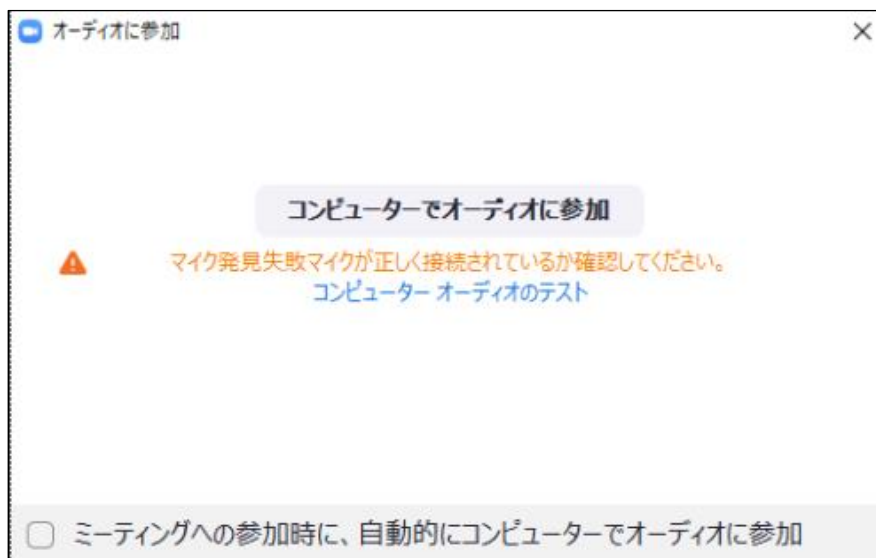 オーディオに参加
コンピューターでオーディオに参加
マイク発見失敗マイクが正しく接続されているか確認してください。
コンピューター オーディオのテスト
ミーティングへの参加時に、自動的にコンピューターでオーディオに参加